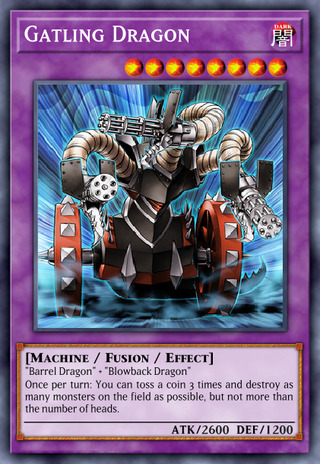 Gatling Dragon
DARK
闇
[Machine / Fusion / Effect]
"Barrel Dragon" + "Blowback Dragon"
Once per turn: You can toss a coin 3 times and destroy as
many monsters on the field as possible, but not more than
the number of heads.
ATK/2600 DEF/1200